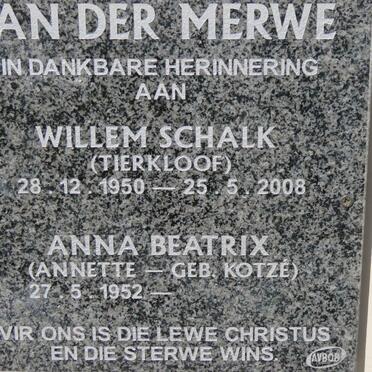 AN DER MERWE
IN DANKBARE HERINNERING
AAN
WILLEM SCHALK
(TIERKLOOF)
28.12.1950 — 25.5.2008
ANNA BEATRIX
(ANNETTE — GEB. KOTZÉ)
27.5.1952 —
VIR ONS IS DIE LEWE CHRISTUS
EN DIE STERWE WINS.
AVBOB